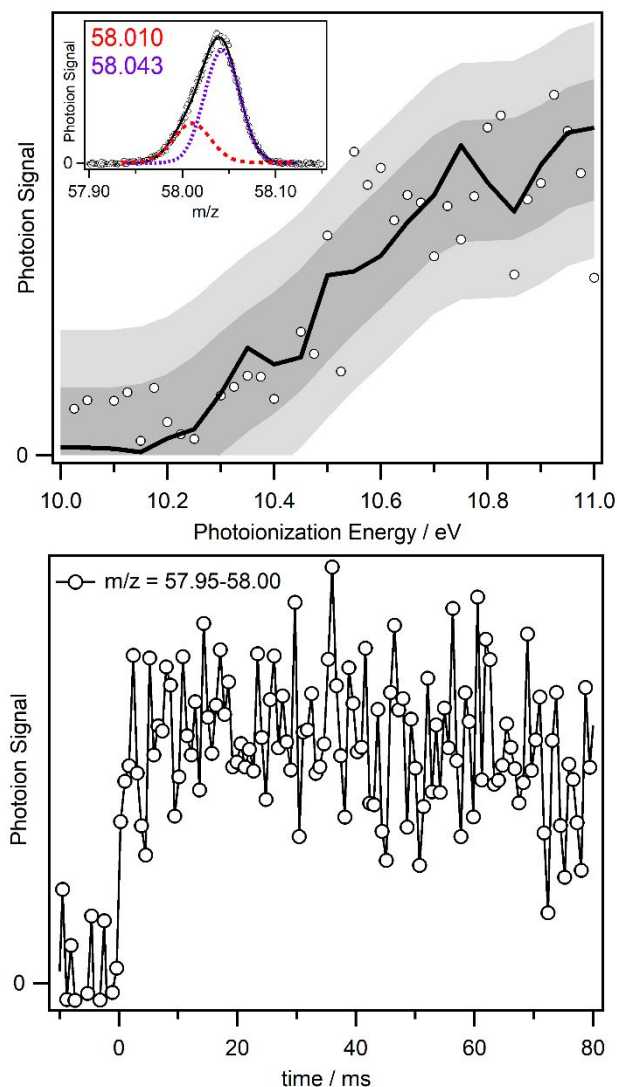 58.010
58.043
Photoion Signal
0
57.90 58.00 58.10
m/z
Photoion Signal
0
10.0 10.2 10.4 10.6 10.8 11.0
Photoionization Energy / eV
m/z = 57.95-58.00
Photoion Signal
0
0 20 40 60 80
time / ms